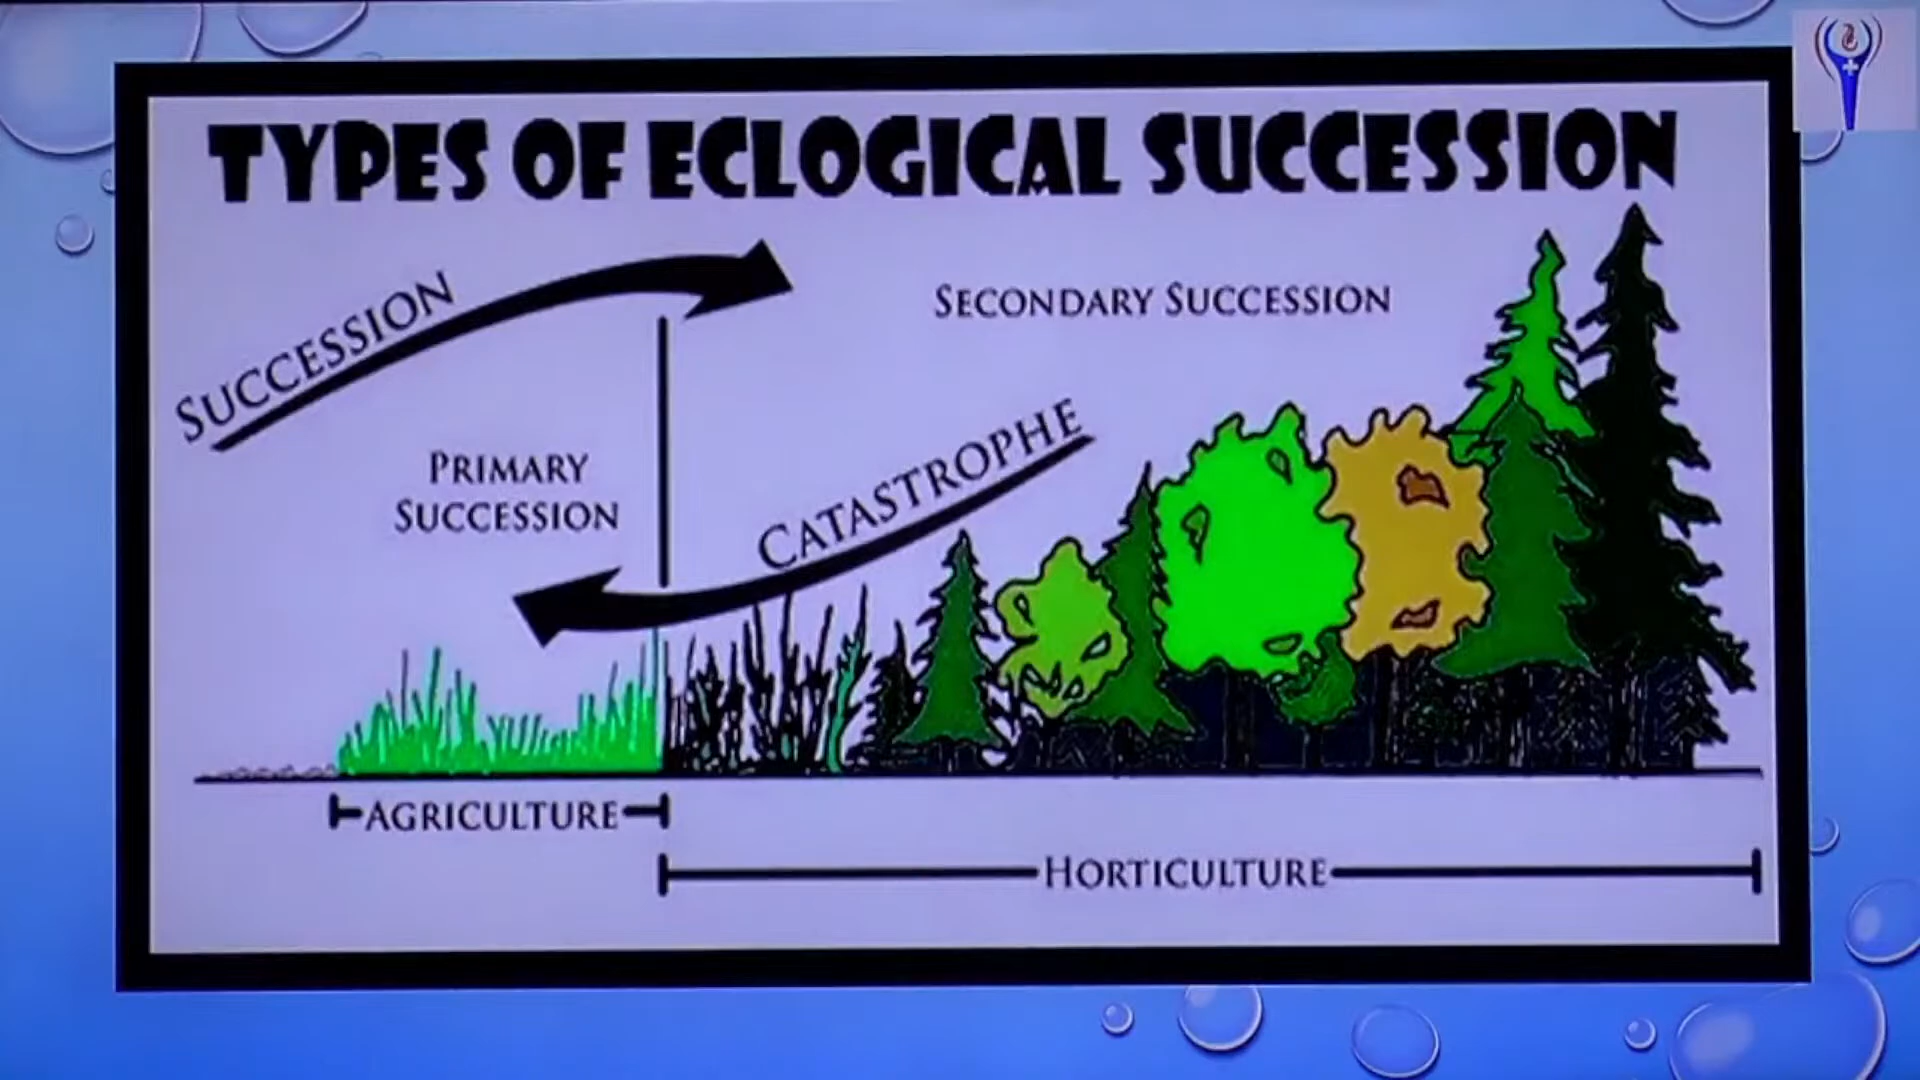 TYPES OF ECLOGICAL SUCCESSION
SUCCESSION
SECONDARY SUCCESSION
PRIMARY
SUCCESSION
CATASTROPHE
AGRICULTURE
HORTICULTURE